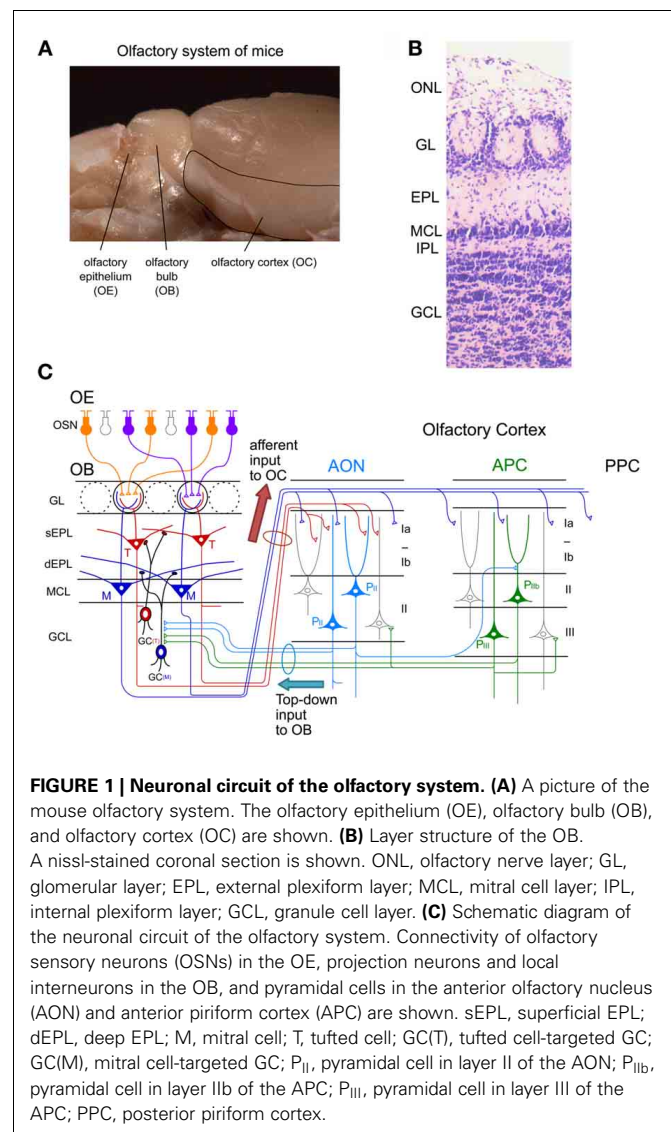 A
Olfactory system of mice
olfactory
epithelium
(OE)
olfactory
bulb
(OB)
olfactory cortex (OC)
B
ONL
GL
EPL
MCL
IPL
GCL
C
OE
OSN
OB
GL
sEPL
dEPL
MCL
GCL
T
T
M
M
GC(T)
GC(M)
afferent
input
to OC
Top-down
input
to OB
Olfactory Cortex
AON
APC
PPC
Ia
–
Ib
II
PII
PII
Ia
–
Ib
II
III
PIIb
PIII
FIGURE 1 | Neuronal circuit of the olfactory system. (A) A picture of the
mouse olfactory system. The olfactory epithelium (OE), olfactory bulb (OB),
and olfactory cortex (OC) are shown. (B) Layer structure of the OB.
A nissl-stained coronal section is shown. ONL, olfactory nerve layer; GL,
glomerular layer; EPL, external plexiform layer; MCL, mitral cell layer; IPL,
internal plexiform layer; GCL, granule cell layer. (C) Schematic diagram of
the neuronal circuit of the olfactory system. Connectivity of olfactory
sensory neurons (OSNs) in the OE, projection neurons and local
interneurons in the OB, and pyramidal cells in the anterior olfactory nucleus
(AON) and anterior piriform cortex (APC) are shown. sEPL, superficial EPL;
dEPL, deep EPL; M, mitral cell; T, tufted cell; GC(T), tufted cell-targeted GC;
GC(M), mitral cell-targeted GC; PII, pyramidal cell in layer II of the AON; PIIb,
pyramidal cell in layer IIb of the APC; PIII, pyramidal cell in layer III of the
APC; PPC, posterior piriform cortex.